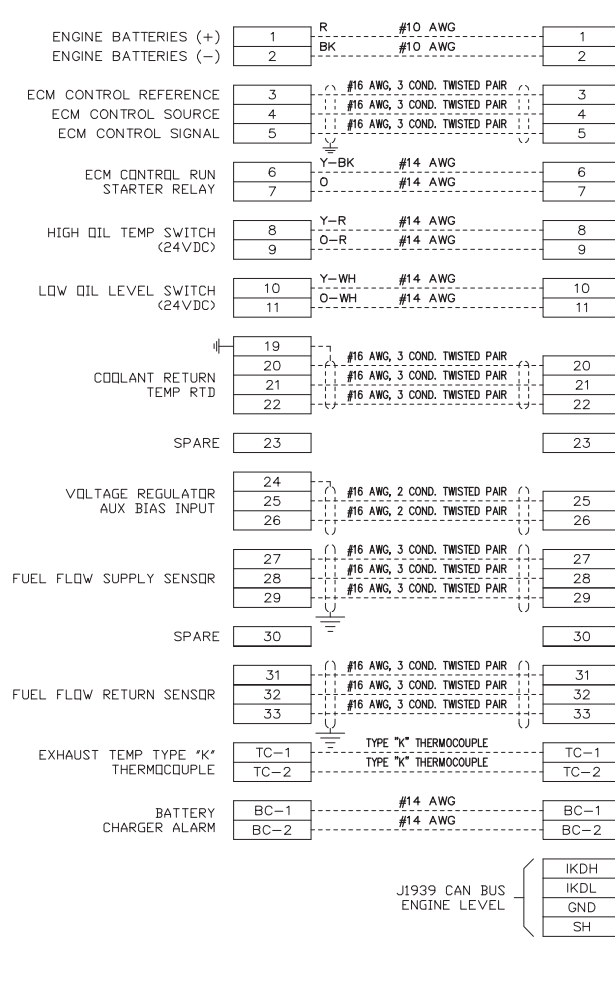 ENGINE BATTERIES (+) 1 R #10 AWG 1
ENGINE BATTERIES (−) 2 BK #10 AWG 2
ECM CONTROL REFERENCE 3 #16 AWG, 3 COND. TWISTED PAIR 3
ECM CONTROL SOURCE 4 #16 AWG, 3 COND. TWISTED PAIR 4
ECM CONTROL SIGNAL 5 #16 AWG, 3 COND. TWISTED PAIR 5
ECM CONTROL RUN 6 Y−BK #14 AWG 6
STARTER RELAY 7 O #14 AWG 7
HIGH OIL TEMP SWITCH 8 Y−R #14 AWG 8
(24VDC) 9 O−R #14 AWG 9
LOW OIL LEVEL SWITCH 10 Y−WH #14 AWG 10
(24VDC) 11 O−WH #14 AWG 11
19
20 #16 AWG, 3 COND. TWISTED PAIR 20
COOLANT RETURN 21 #16 AWG, 3 COND. TWISTED PAIR 21
TEMP RTD 22 #16 AWG, 3 COND. TWISTED PAIR 22
SPARE 23 23
24
VOLTAGE REGULATOR 25 #16 AWG, 2 COND. TWISTED PAIR 25
AUX BIAS INPUT 26 #16 AWG, 2 COND. TWISTED PAIR 26
27 #16 AWG, 3 COND. TWISTED PAIR 27
FUEL FLOW SUPPLY SENSOR 28 #16 AWG, 3 COND. TWISTED PAIR 28
29 #16 AWG, 3 COND. TWISTED PAIR 29
SPARE 30 30
31 #16 AWG, 3 COND. TWISTED PAIR 31
FUEL FLOW RETURN SENSOR 32 #16 AWG, 3 COND. TWISTED PAIR 32
33 #16 AWG, 3 COND. TWISTED PAIR 33
EXHAUST TEMP TYPE "K" TC−1 TYPE "K" THERMOCOUPLE TC−1
THERMOCOUPLE TC−2 TYPE "K" THERMOCOUPLE TC−2
BATTERY BC−1 #14 AWG BC−1
CHARGER ALARM BC−2 #14 AWG BC−2
IKDH
J1939 CAN BUS IKDL
ENGINE LEVEL GND
SH